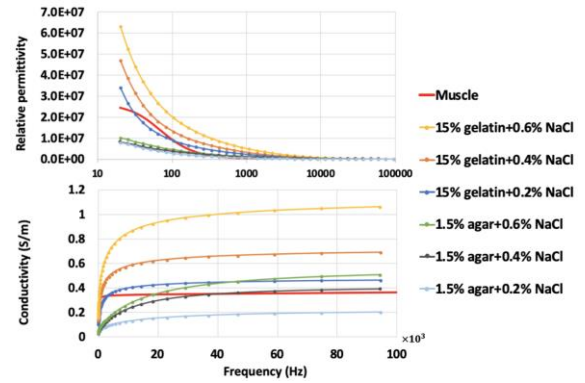 Relative permittivity
7.0E+07
6.0E+07
5.0E+07
4.0E+07
3.0E+07
2.0E+07
1.0E+07
0.0E+00
10
100
1000
10000
100000
Conductivity (S/m)
1.2
1
0.8
0.6
0.4
0.2
0
0
20
40
60
80
100
×10³
Frequency (Hz)
Muscle
15% gelatin+0.6% NaCl
15% gelatin+0.4% NaCl
15% gelatin+0.2% NaCl
1.5% agar+0.6% NaCl
1.5% agar+0.4% NaCl
1.5% agar+0.2% NaCl